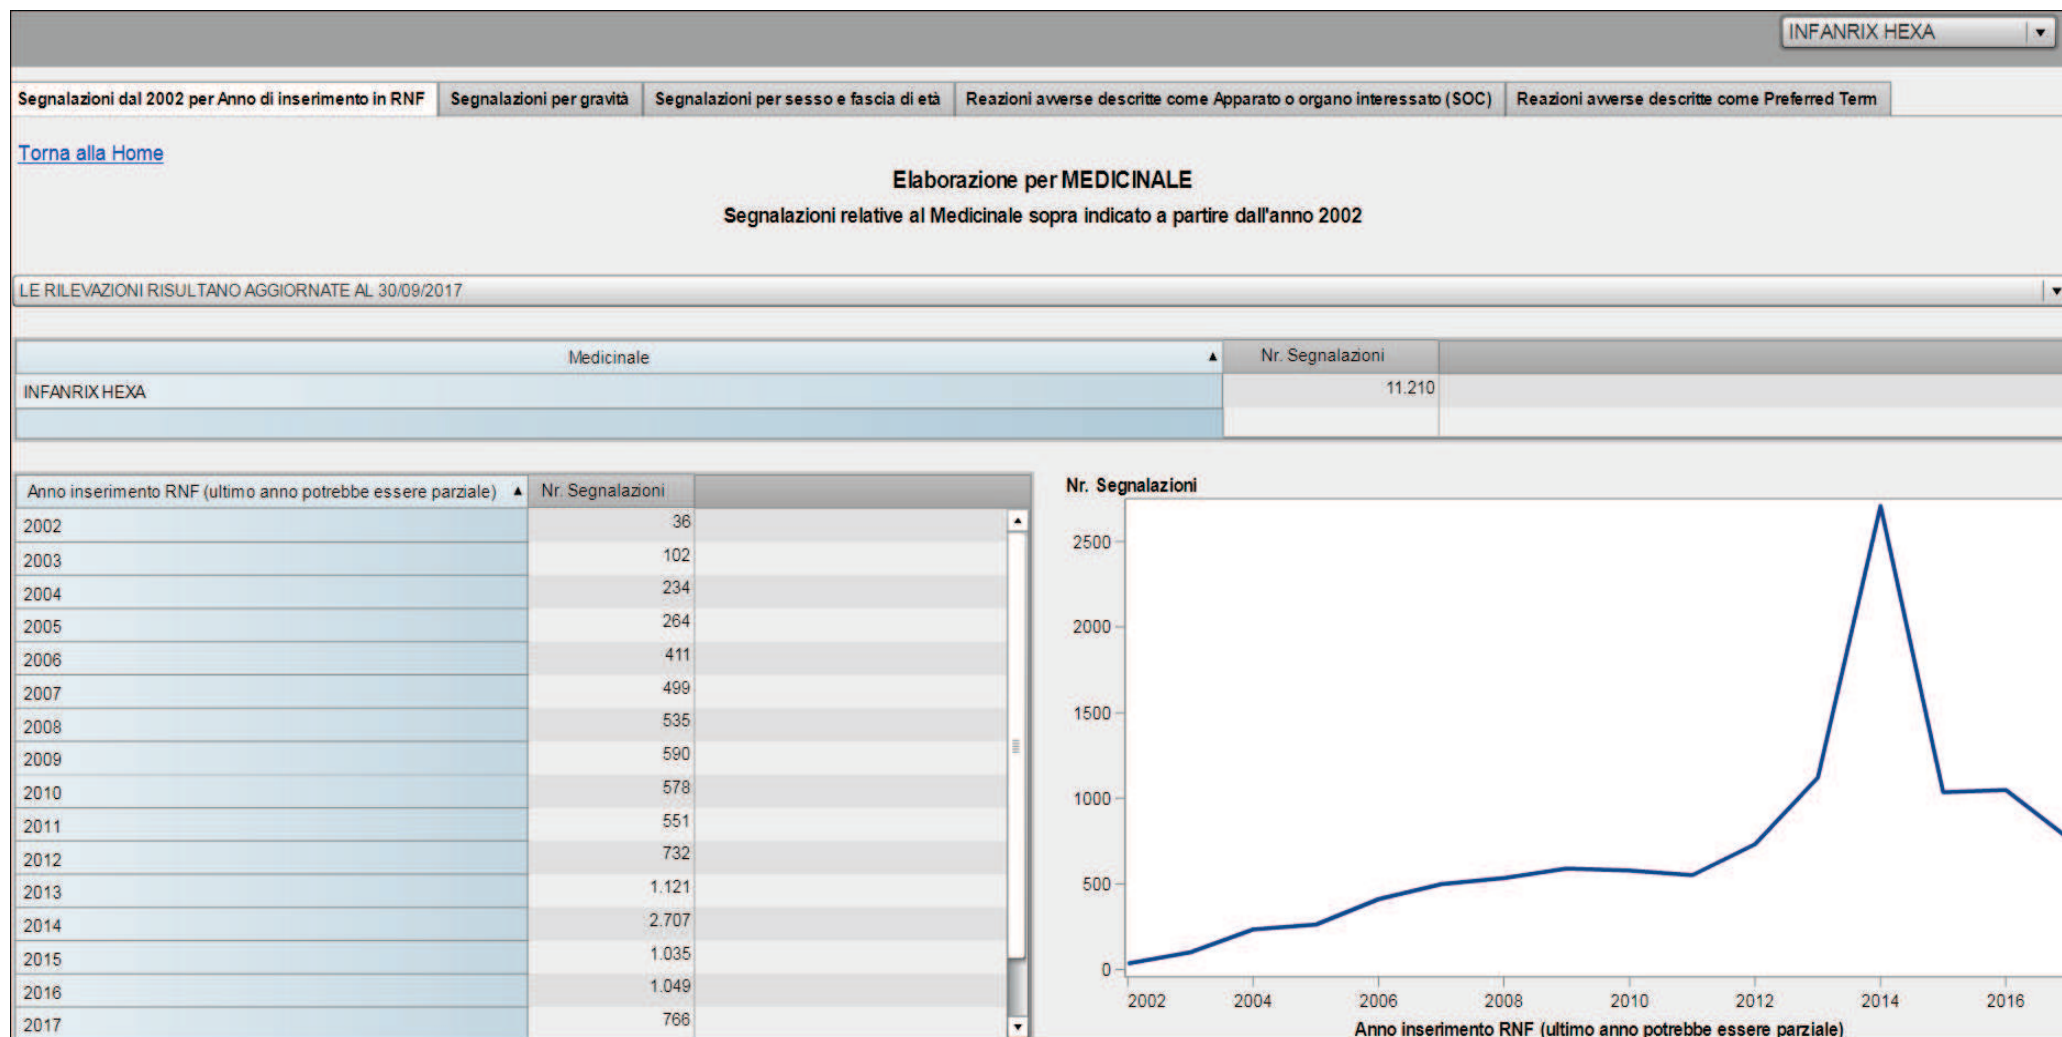 INFANRIX HEXA
Segnalazioni dal 2002 per Anno di inserimento in RNF Segnalazioni per gravità Segnalazioni per sesso e fascia di età Reazioni avverse descritte come Apparato o organo interessato (SOC) Reazioni avverse descritte come Preferred Term
Torna alla Home
Elaborazione per MEDICINALE
Segnalazioni relative al Medicinale sopra indicato a partire dall'anno 2002
LE RILEVAZIONI RISULTANO AGGIORNATE AL 30/09/2017
Medicinale Nr. Segnalazioni
INFANRIX HEXA 11.210
Anno inserimento RNF (ultimo anno potrebbe essere parziale) Nr. Segnalazioni
2002 36
2003 102
2004 234
2005 264
2006 411
2007 499
2008 535
2009 590
2010 578
2011 551
2012 732
2013 1.121
2014 2.707
2015 1.035
2016 1.049
2017 766
Nr. Segnalazioni
2500
2000
1500
1000
500
0
2002 2004 2006 2008 2010 2012 2014 2016
Anno inserimento RNF (ultimo anno potrebbe essere parziale)